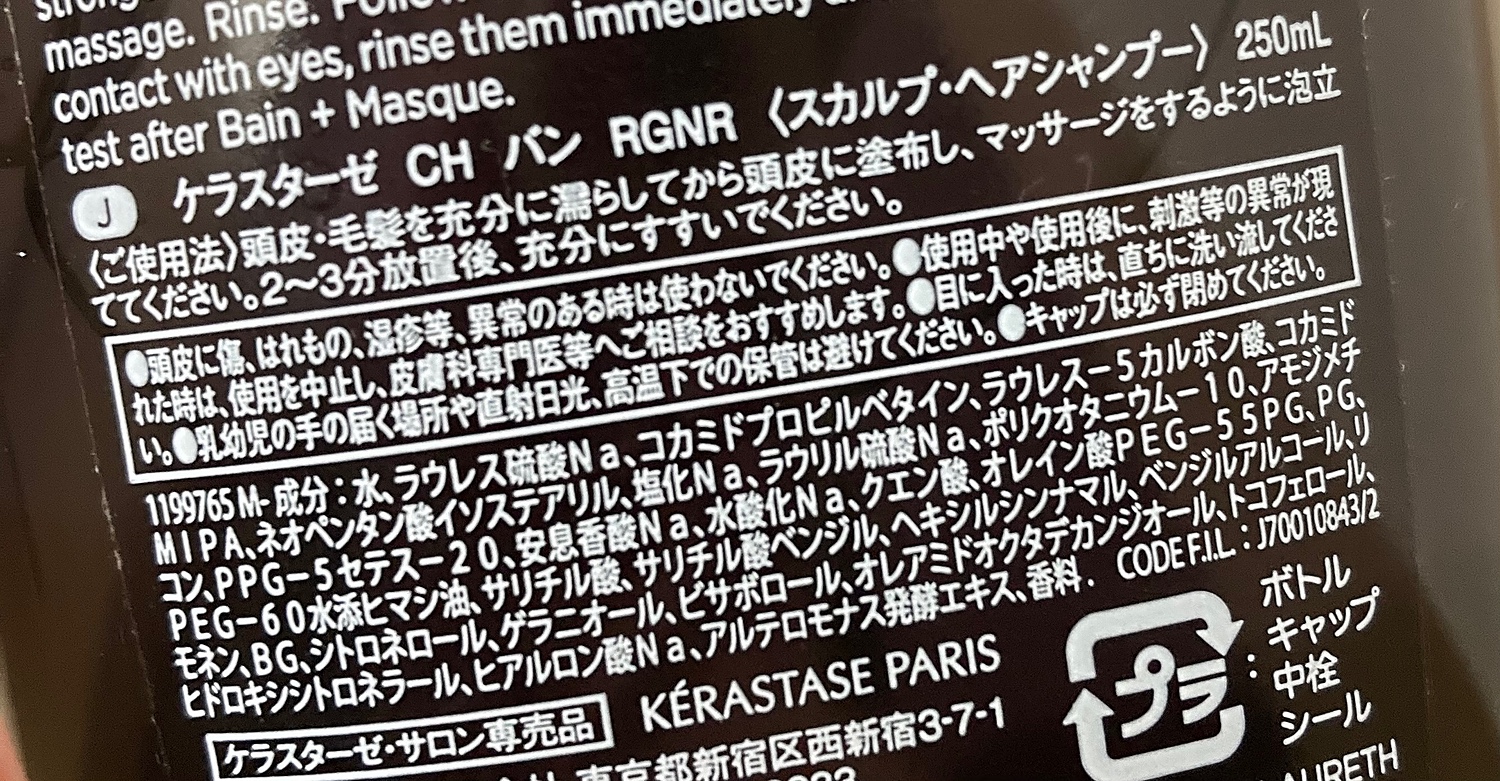 massage. Rinse.
contact with eyes, rinse them immediately
test after Bain + Masque.
J ケラスターゼ CH バン RGNR 〈スカルプ・ヘアシャンプー〉 250mL
〈ご使用法〉頭皮・毛髪を充分に濡らしてから頭皮に塗布し、マッサージをするように泡立
ててください。2〜3分放置後、充分にすすいでください。
●頭皮に傷、はれもの、湿疹等、異常のある時は使わないでください。●使用中や使用後に、刺激等の異常が現
れた時は、使用を中止し、皮膚科専門医等へご相談をおすすめします。●目に入った時は、直ちに洗い流してくださ
い。●乳幼児の手の届く場所や直射日光、高温下での保管は避けてください。●キャップは必ず閉めてください。
1199765 M- 成分：水、ラウレス硫酸Na、コカミドプロピルベタイン、ラウレス－5カルボン酸、コカミド
MIPA、ネオペンタン酸イソステアリル、塩化Na、ラウリル硫酸Na、ポリクオタニウム－10、アモジメチ
コン、PPG－5セテス－20、安息香酸Na、水酸化Na、クエン酸、オレイン酸PEG－55PG、PG、
PEG－60水添ヒマシ油、サリチル酸、サリチル酸ベンジル、ヘキシルシンナマル、ベンジルアルコール、リ
モネン、BG、シトロネロール、ゲラニオール、ビサボロール、オレアミドオクタデカンジオール、トコフェロール、
ヒドロキシシトロネラール、ヒアルロン酸Na、アルテロモナス発酵エキス、香料. CODE F.I.L. : J70010843/2
ケラスターゼ・サロン専売品 KÉRASTASE PARIS
東京都新宿区西新宿3-7-1
プラ :
ボトル
キャップ
中栓
シール